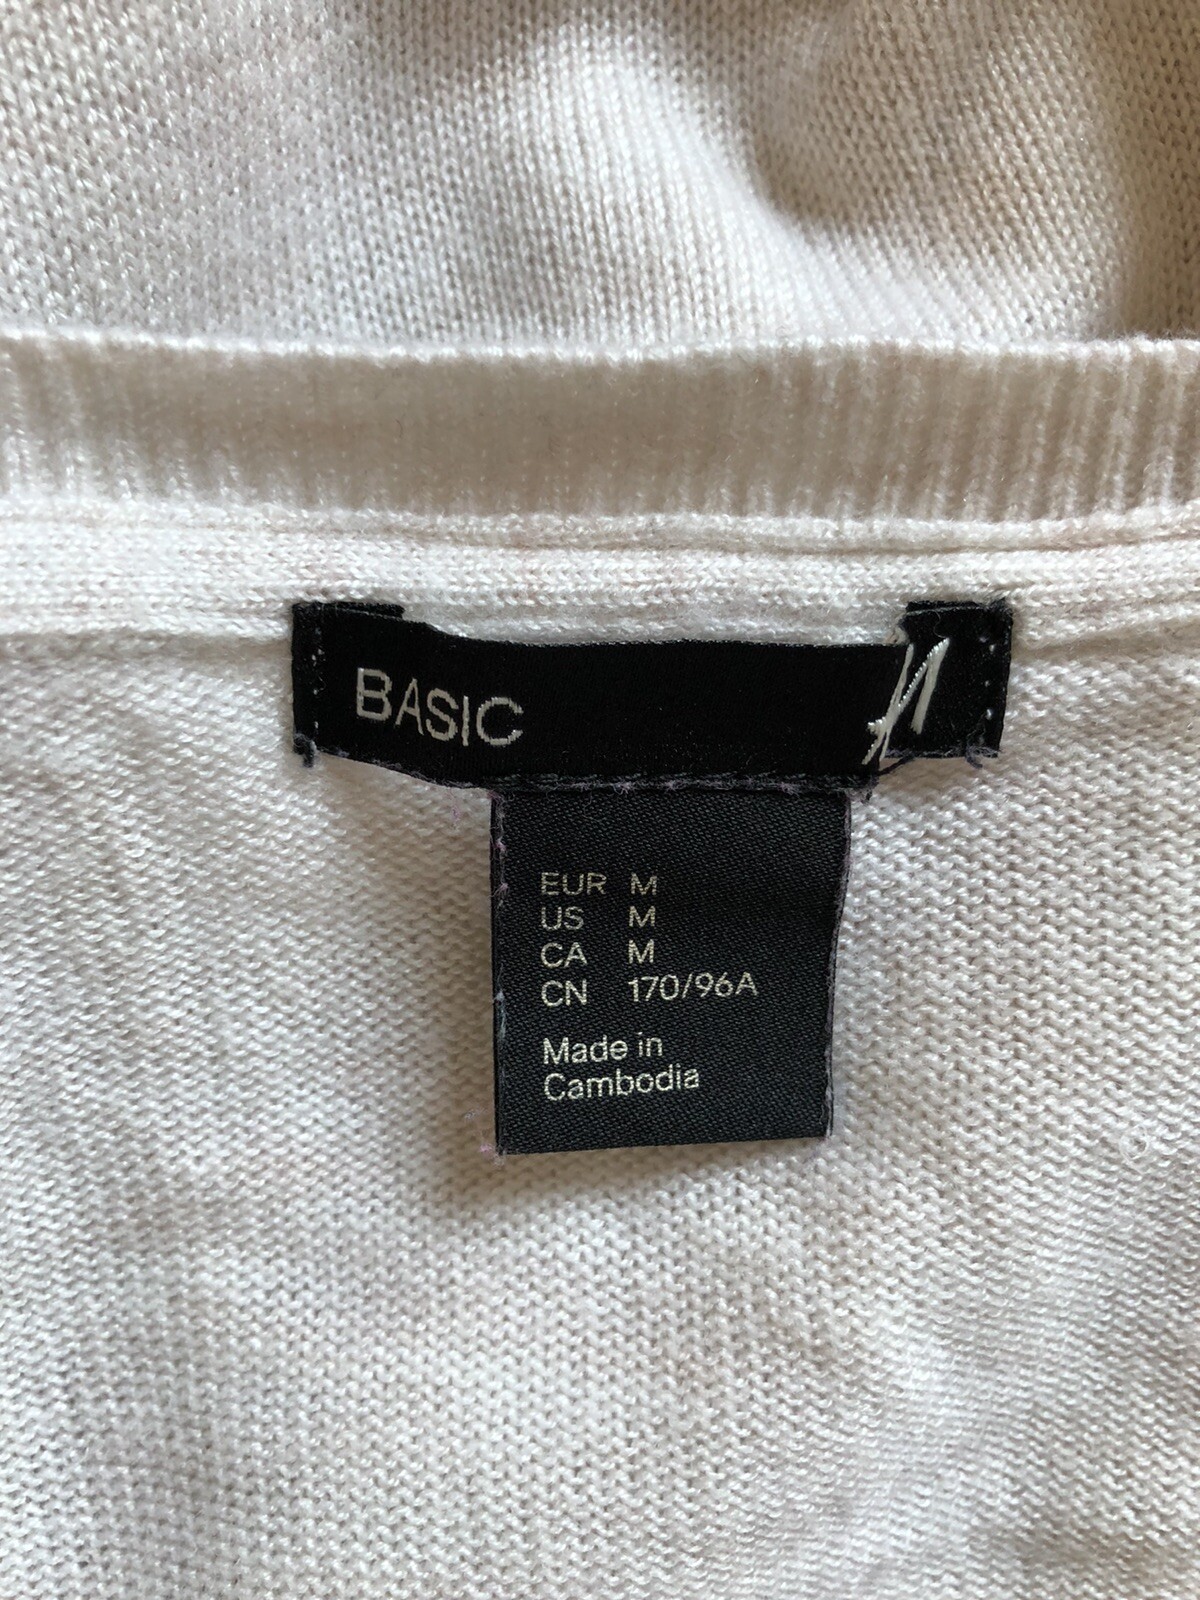 BASIC
EUR M
US M
CA M
CN 170/96A
Made in
Cambodia